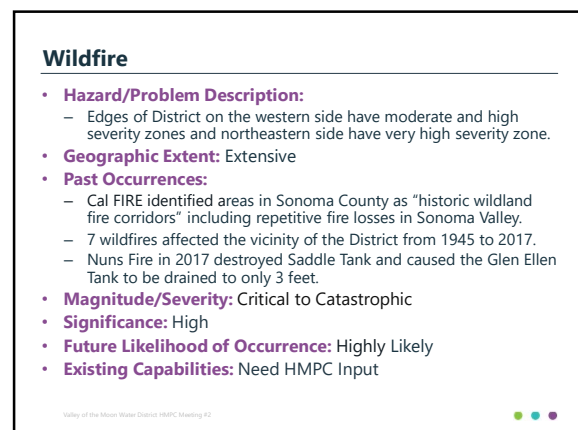 Wildfire
• Hazard/Problem Description:
– Edges of District on the western side have moderate and high
severity zones and northeastern side have very high severity zone.
• Geographic Extent: Extensive
• Past Occurrences:
– Cal FIRE identified areas in Sonoma County as “historic wildland
fire corridors” including repetitive fire losses in Sonoma Valley.
– 7 wildfires affected the vicinity of the District from 1945 to 2017.
– Nuns Fire in 2017 destroyed Saddle Tank and caused the Glen Ellen
Tank to be drained to only 3 feet.
• Magnitude/Severity: Critical to Catastrophic
• Significance: High
• Future Likelihood of Occurrence: Highly Likely
• Existing Capabilities: Need HMPC Input
Valley of the Moon Water District HMPC Meeting #2